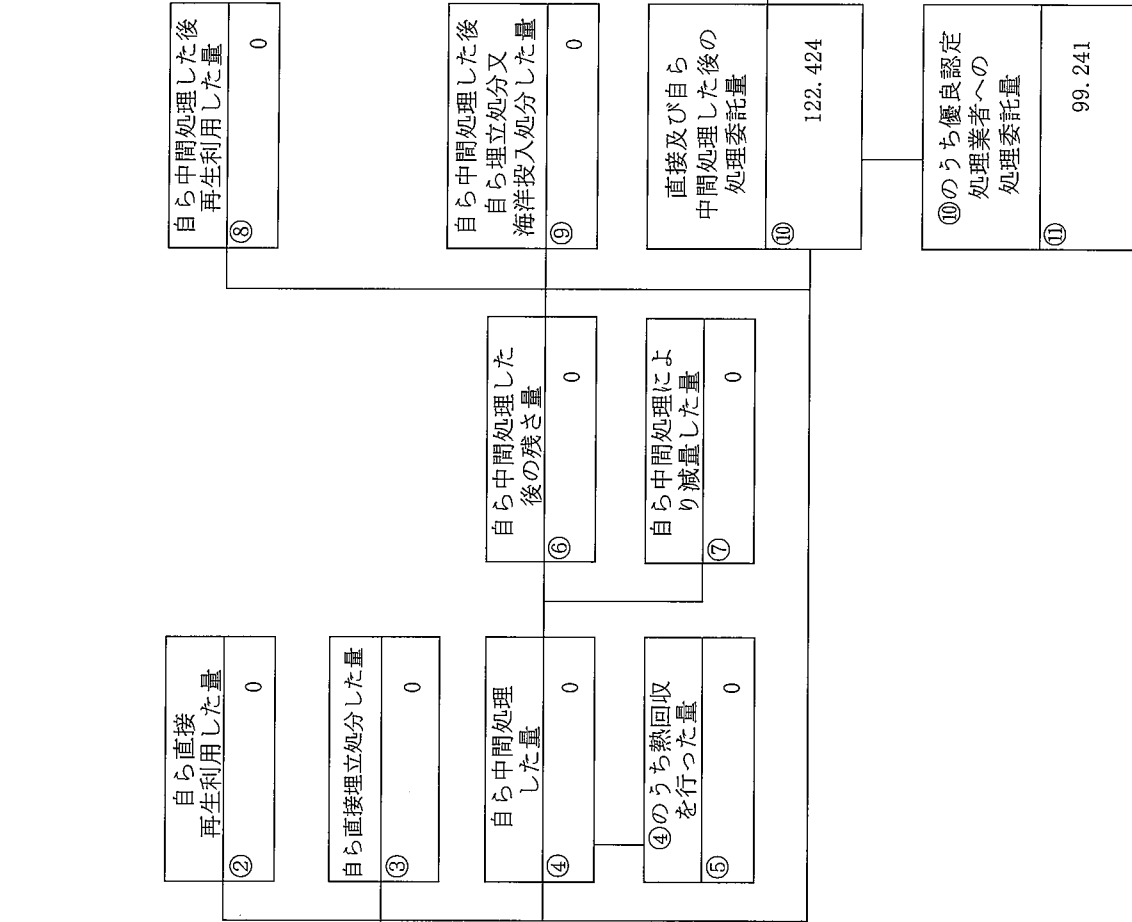 自ら直接
再生利用した量
②
0
自ら直接埋立処分した量
③
0
自ら中間処理
した量
④
0
④のうち熱回収
を行った量
⑤
0
自ら中間処理した
後の残さ量
⑥
0
自ら中間処理によ
り減量した量
⑦
0
自ら中間処理した後
再生利用した量
⑧
0
自ら中間処理した後
自ら埋立処分又
海洋投入処分した量
⑨
0
直接及び自ら
中間処理した後の
処理委託量
⑩
122.424
⑩のうち優良認定
処理業者への
処理委託量
⑪
99.241